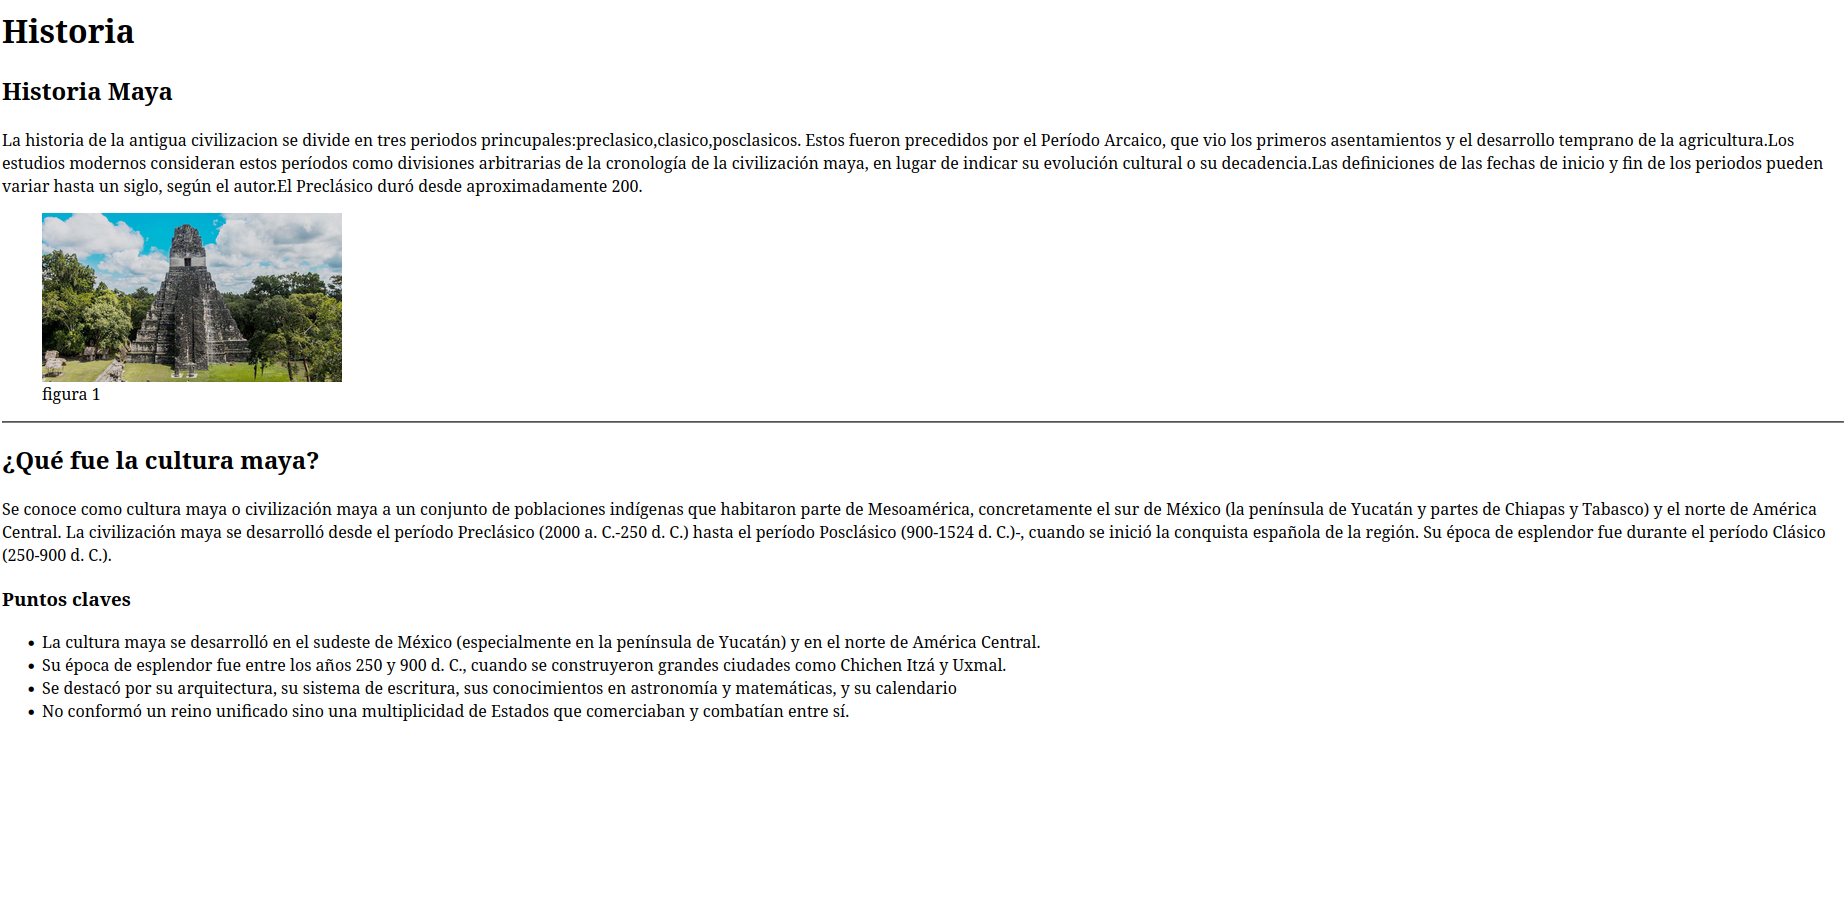 Historia
Historia Maya
La historia de la antigua civilizacion se divide en tres periodos princupales:preclasico,clasico,posclasicos. Estos fueron precedidos por el Período Arcaico, que vio los primeros asentamientos y el desarrollo temprano de la agricultura.Los
estudios modernos consideran estos períodos como divisiones arbitrarias de la cronología de la civilización maya, en lugar de indicar su evolución cultural o su decadencia.Las definiciones de las fechas de inicio y fin de los periodos pueden
variar hasta un siglo, según el autor.El Preclásico duró desde aproximadamente 200.
figura 1
¿Qué fue la cultura maya?
Se conoce como cultura maya o civilización maya a un conjunto de poblaciones indígenas que habitaron parte de Mesoamérica, concretamente el sur de México (la península de Yucatán y partes de Chiapas y Tabasco) y el norte de América
Central. La civilización maya se desarrolló desde el período Preclásico (2000 a. C.-250 d. C.) hasta el período Posclásico (900-1524 d. C.)-, cuando se inició la conquista española de la región. Su época de esplendor fue durante el período Clásico
(250-900 d. C.).
Puntos claves
• La cultura maya se desarrolló en el sudeste de México (especialmente en la península de Yucatán) y en el norte de América Central.
• Su época de esplendor fue entre los años 250 y 900 d. C., cuando se construyeron grandes ciudades como Chichen Itzá y Uxmal.
• Se destacó por su arquitectura, su sistema de escritura, sus conocimientos en astronomía y matemáticas, y su calendario
• No conformó un reino unificado sino una multiplicidad de Estados que comerciaban y combatían entre sí.